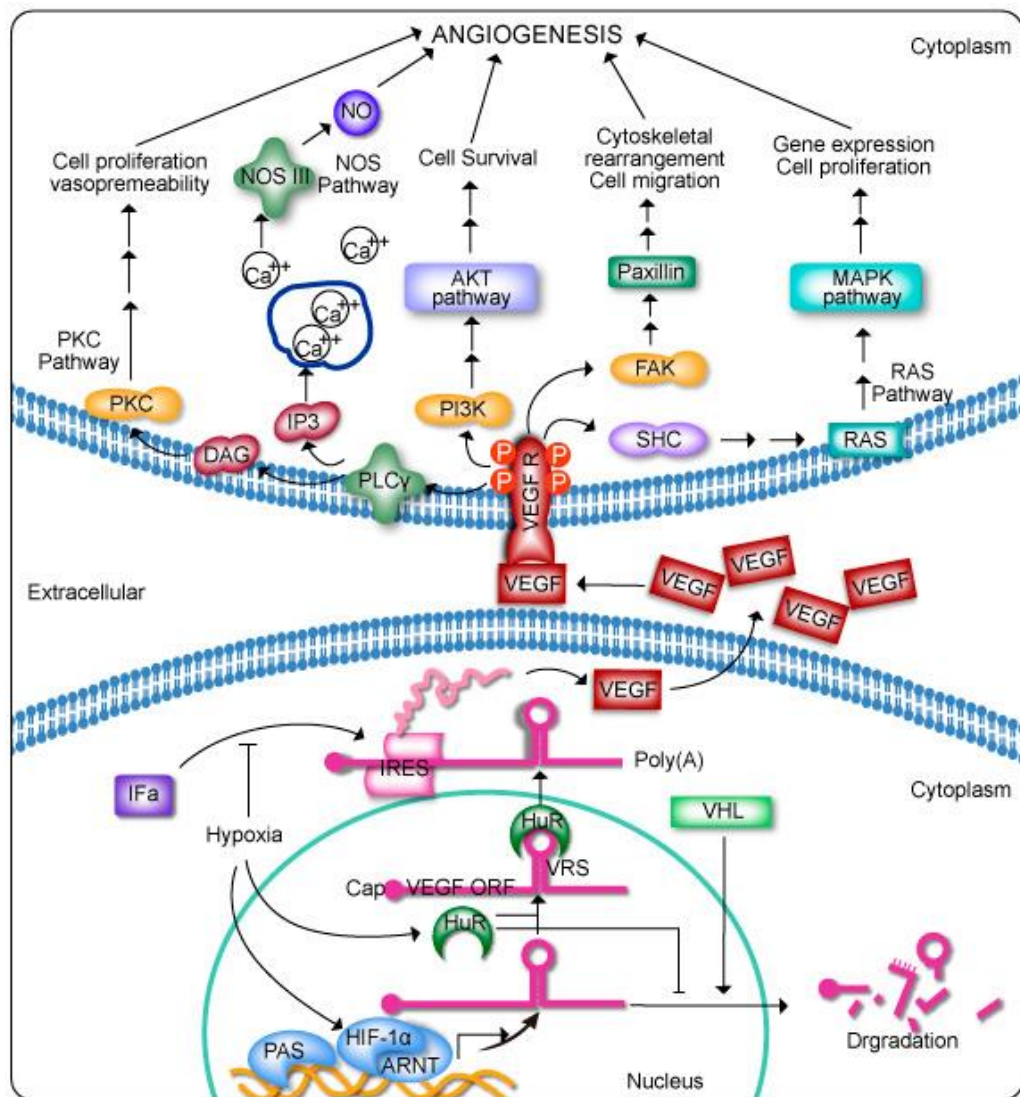 ANGIOGENESIS
Cytoplasm
NO
Cell proliferation
vasopremeability
NOS III
NOS
Pathway
Cell Survival
Cytoskeletal
rearrangement
Cell migration
Gene expression
Cell proliferation
Ca++
Ca++
Ca++
Ca++
AKT
pathway
Paxillin
MAPK
pathway
PKC
Pathway
FAK
RAS
Pathway
PKC
IP3
PI3K
SHC
RAS
DAG
PLCγ
P
P
P
P
VEGF R
VEGF
VEGF
VEGF
VEGF
VEGF
Extracellular
VEGF
IRES
Poly(A)
IFa
Cytoplasm
VHL
Hypoxia
HuR
VRS
Cap
VEGF ORF
HuR
HIF-1α
PAS
ARNT
Drgradation
Nucleus